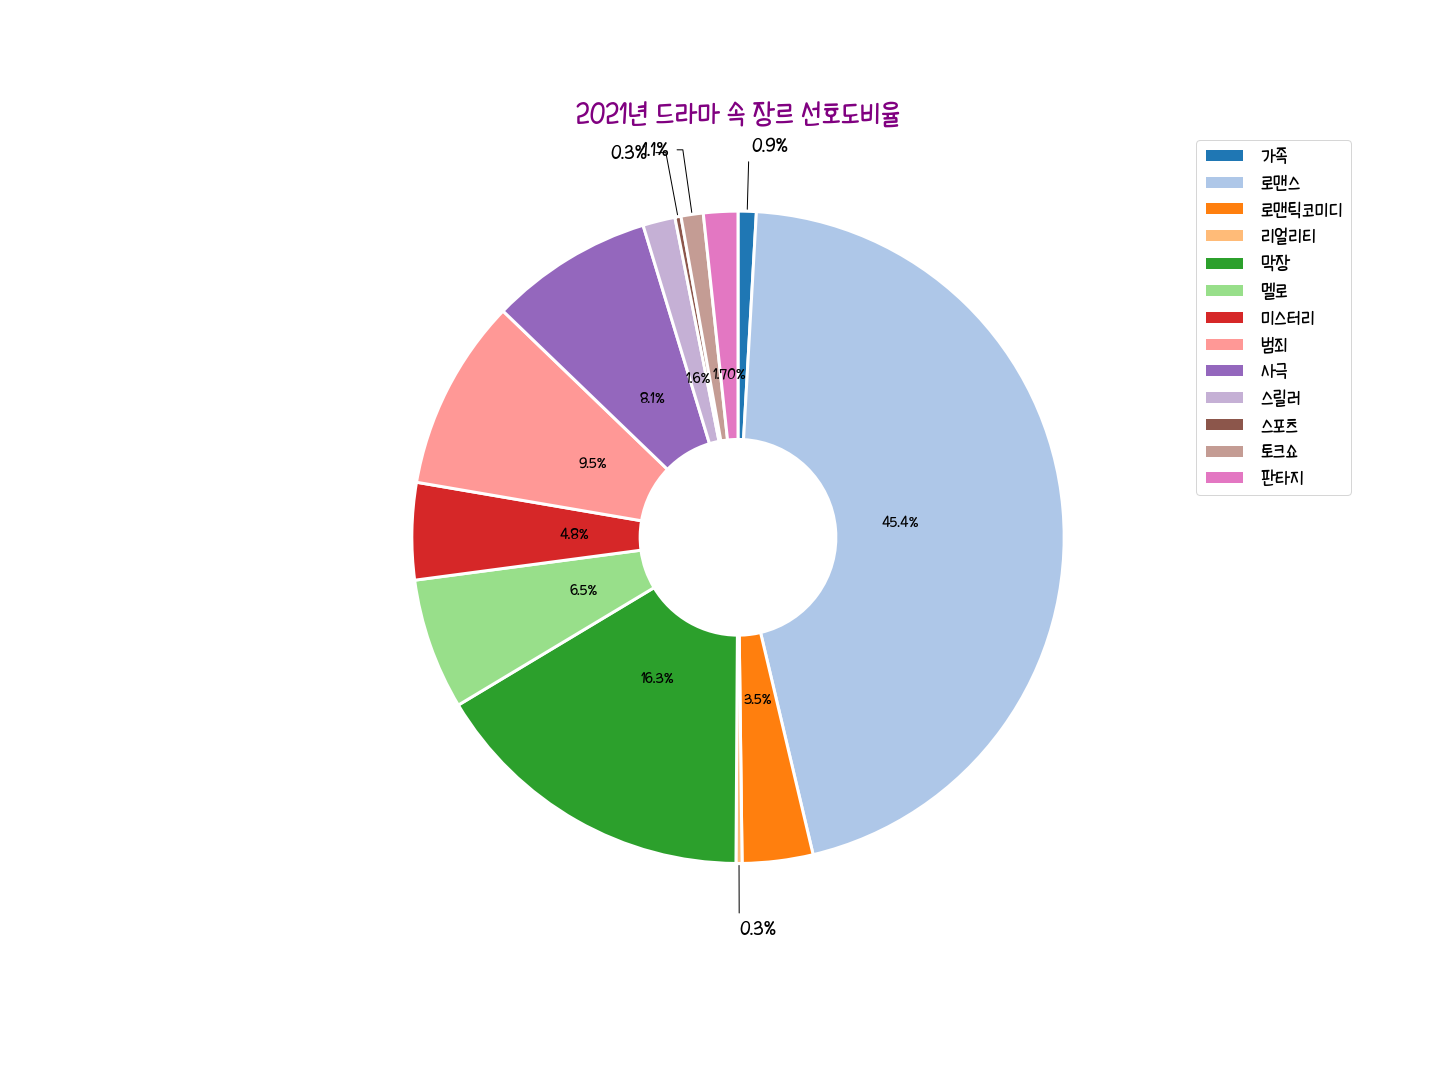 2021년 드라마 속 장르 선호도비율
0.3%
1.1%
0.9%
가족
로맨스
로맨틱코미디
리얼리티
막장
멜로
미스터리
범죄
사극
스릴러
스포츠
토크쇼
판타지
1.70%
1.6%
8.1%
9.5%
45.4%
4.8%
6.5%
16.3%
3.5%
0.3%